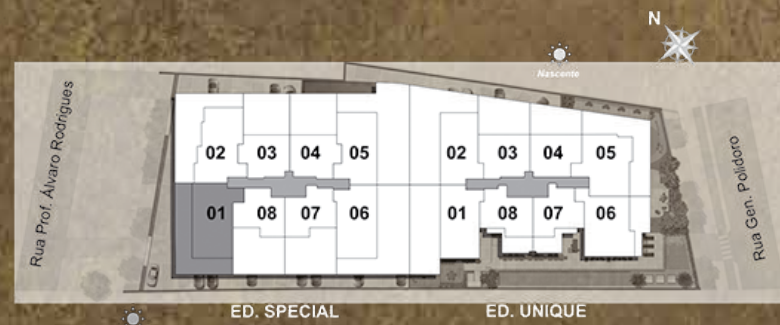 N
Nascente
Rua Prof. Álvaro Rodrigues
02 03 04 05
01 08 07 06
02 03 04 05
01 08 07 06
Rua Gen. Polidoro
ED. SPECIAL
ED. UNIQUE